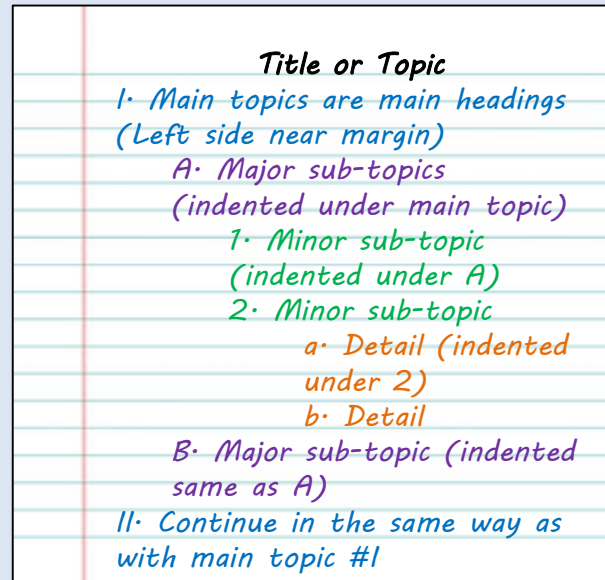 Title or Topic
I. Main topics are main headings
(Left side near margin)
A. Major sub-topics
(indented under main topic)
1. Minor sub-topic
(indented under A)
2. Minor sub-topic
a. Detail (indented
under 2)
b. Detail
B. Major sub-topic (indented
same as A)
II. Continue in the same way as
with main topic #I